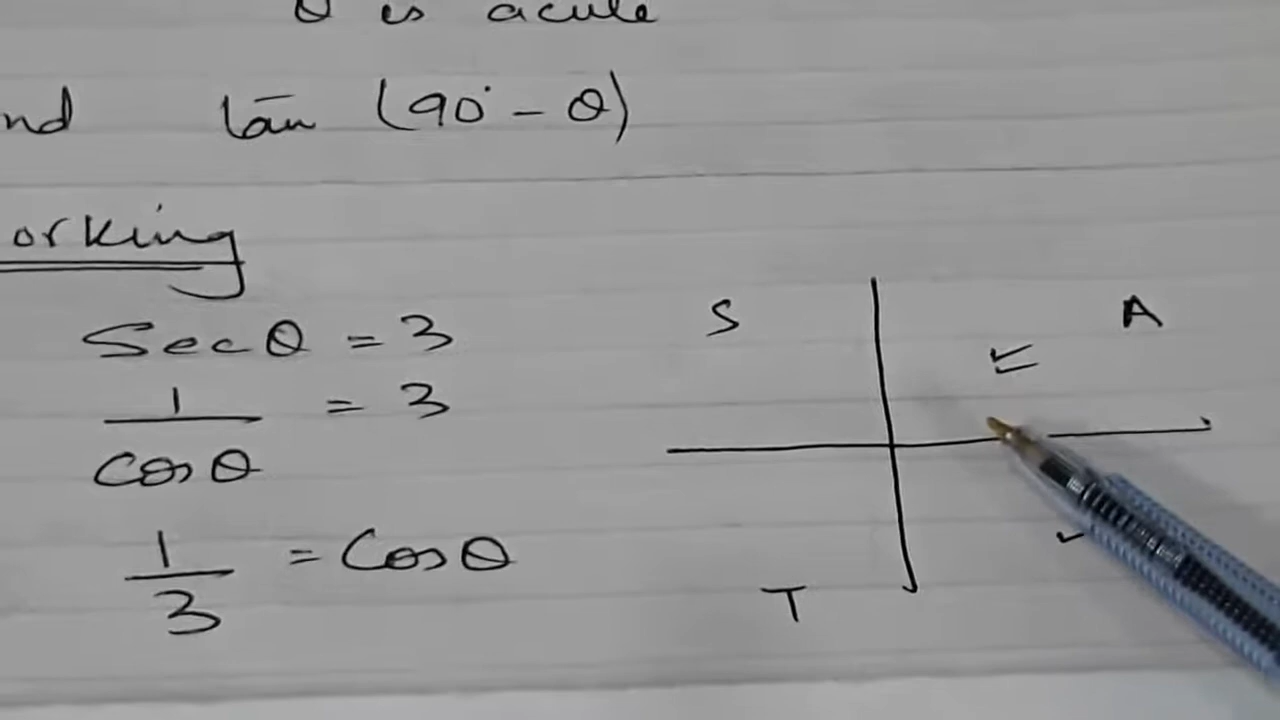 θ is acute
nd tan (90° - θ)
orking
Sec θ = 3
1/cos θ = 3
1/3 = Cos θ
S A
T